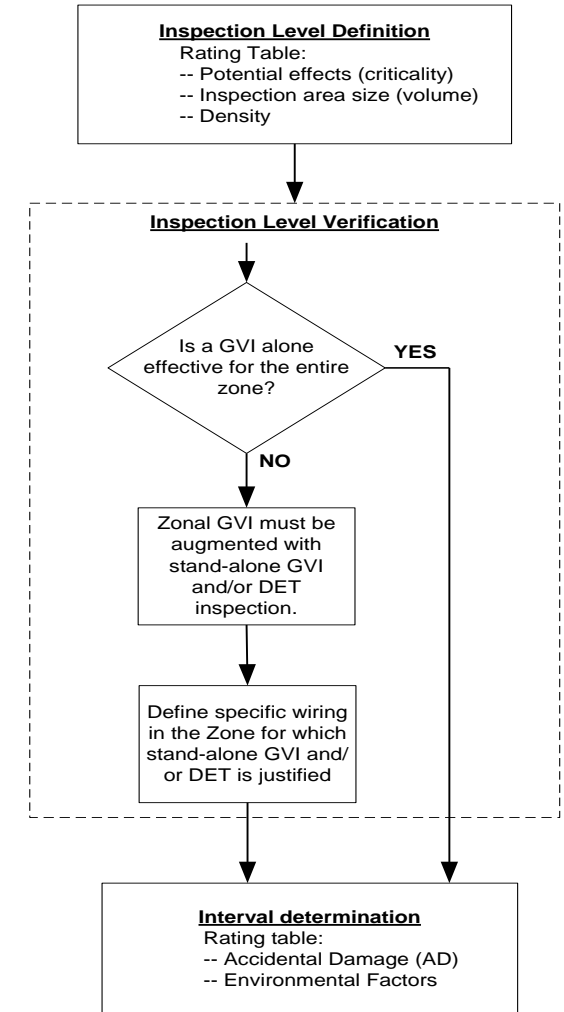 Inspection Level Definition
Rating Table:
-- Potential effects (criticality)
-- Inspection area size (volume)
-- Density
Inspection Level Verification
Is a GVI alone
effective for the entire
zone?
YES
NO
Zonal GVI must be
augmented with
stand-alone GVI
and/or DET
inspection.
Define specific wiring
in the Zone for which
stand-alone GVI and/
or DET is justified
Interval determination
Rating table:
-- Accidental Damage (AD)
-- Environmental Factors